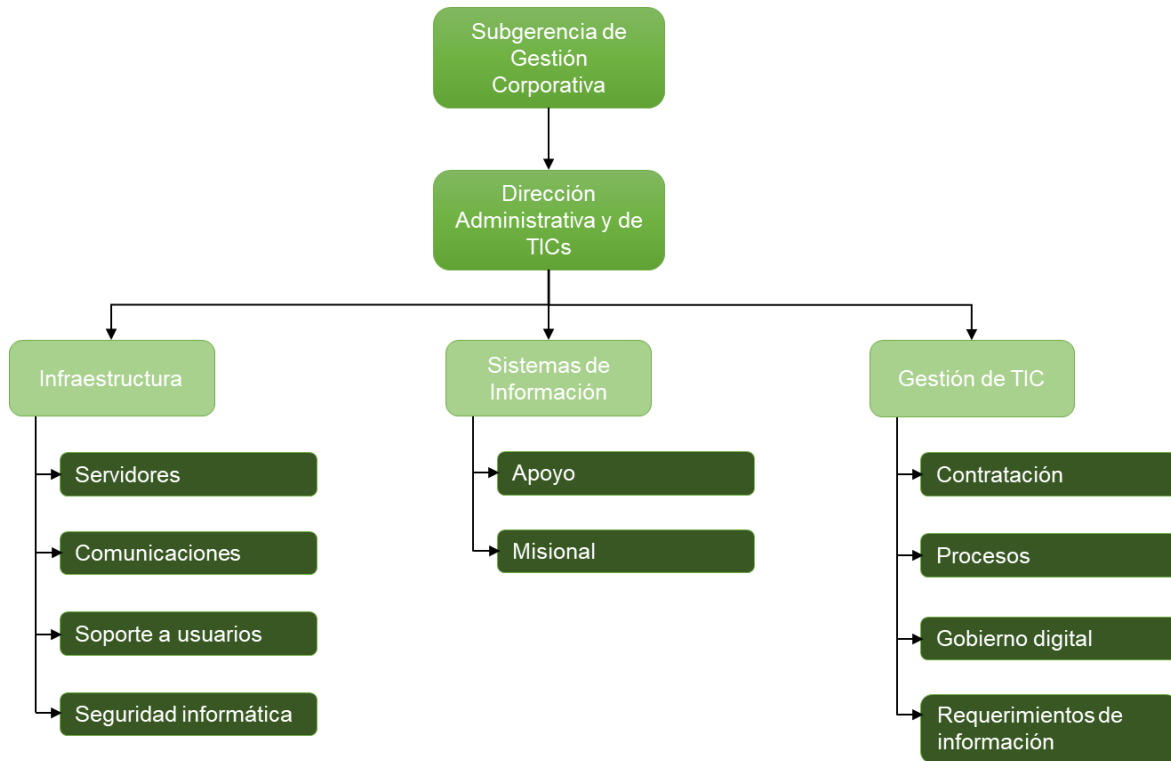 Subgerencia de
Gestión
Corporativa
Dirección
Administrativa y de
TICs
Infraestructura
Sistemas de
Información
Gestión de TIC
Servidores
Comunicaciones
Soporte a usuarios
Seguridad informática
Apoyo
Misional
Contratación
Procesos
Gobierno digital
Requerimientos de
información